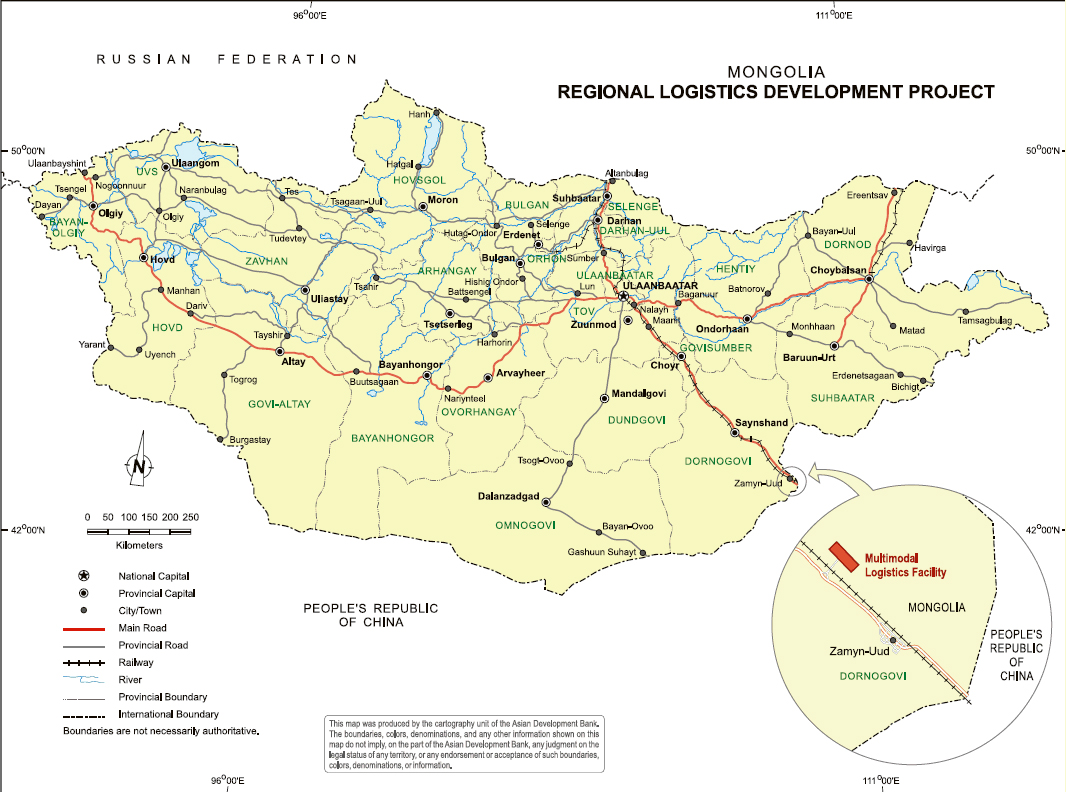 96°00'E
111°00'E
RUSSIAN FEDERATION
MONGOLIA
REGIONAL LOGISTICS DEVELOPMENT PROJECT
50°00'N
50°00'N
Hanh
Ulaanbayshint
Ulaangom
UVS
Nogoonnuur
Tsengel
Naranbulag
Tes
Hatgal
HOVSGOL
Altanbulag
Ereentsav
Dayan
Olgiy
BAYAN-
OLGIY
Olgiy
Tsagaan-Uul
Moron
BULGAN
Suhbaatar
SELENGE
Darhan
DARHAN-UUL
Tudevtey
Hutag-Ondor
Selenge
Erdenet
Bayan-Uul
DORNOD
Havirga
Hovd
ZAVHAN
Bulgan
ORHON
Sumber
ARHANGAY
Hishig Ondor
ULAANBAATAR
HENTIY
Choybalsan
Manhan
Uliastay
Tsahir
Battsengel
Lun
ULAANBAATAR
Baganuur
Batnorov
Dariv
Nalayh
TOV
Tsetserleg
Zuunmod
Maanit
Ondorhaan
Monhhaan
Matad
Tamsagbulag
HOVD
Tayshir
Harhorin
GOVISUMBER
Yarant
Uyench
Altay
Bayanhongor
Arvayheer
Choyr
Baruun-Urt
Erdenetsagaan
Bichigt
Togrog
Buutsagaan
Nariynteel
OVORHANGAY
Mandalgovi
SUHBAATAR
GOVI-ALTAY
DUNDGOVI
Saynshand
Burgastay
BAYANHONGOR
Tsogt-Ovoo
DORNOGOVI
Zamyn-Uud
N
Dalanzadgad
OMNOGOVI
Bayan-Ovoo
Gashuun Suhayt
42°00'N
42°00'N
0 50 100 150 200 250
Kilometers
National Capital
Provincial Capital
City/Town
Main Road
Provincial Road
Railway
River
Provincial Boundary
International Boundary
Boundaries are not necessarily authoritative.
PEOPLE'S REPUBLIC
OF CHINA
Multimodal
Logistics Facility
MONGOLIA
Zamyn-Uud
DORNOGOVI
PEOPLE'S
REPUBLIC
OF
CHINA
This map was produced by the cartography unit of the Asian Development Bank.
The boundaries, colors, denominations, and any other information shown on this
map do not imply, on the part of the Asian Development Bank, any judgment on the
legal status of any territory, or any endorsement or acceptance of such boundaries,
colors, denominations, or information.
96°00'E
111°00'E